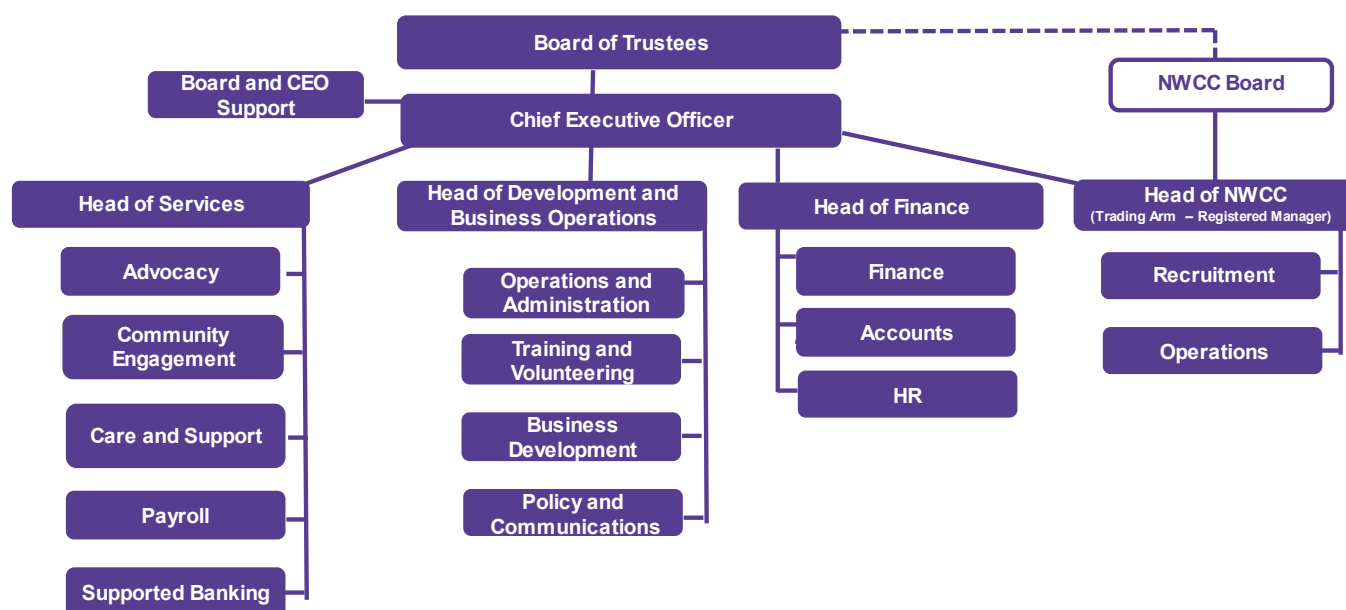 Board of Trustees
Board and CEO
Support
NWCC Board
Chief Executive Officer
Head of Services
Head of Development and
Business Operations
Head of Finance
Head of NWCC
(Trading Arm – Registered Manager)
Advocacy
Community
Engagement
Care and Support
Payroll
Supported Banking
Operations and
Administration
Training and
Volunteering
Business
Development
Policy and
Communications
Finance
Accounts
HR
Recruitment
Operations